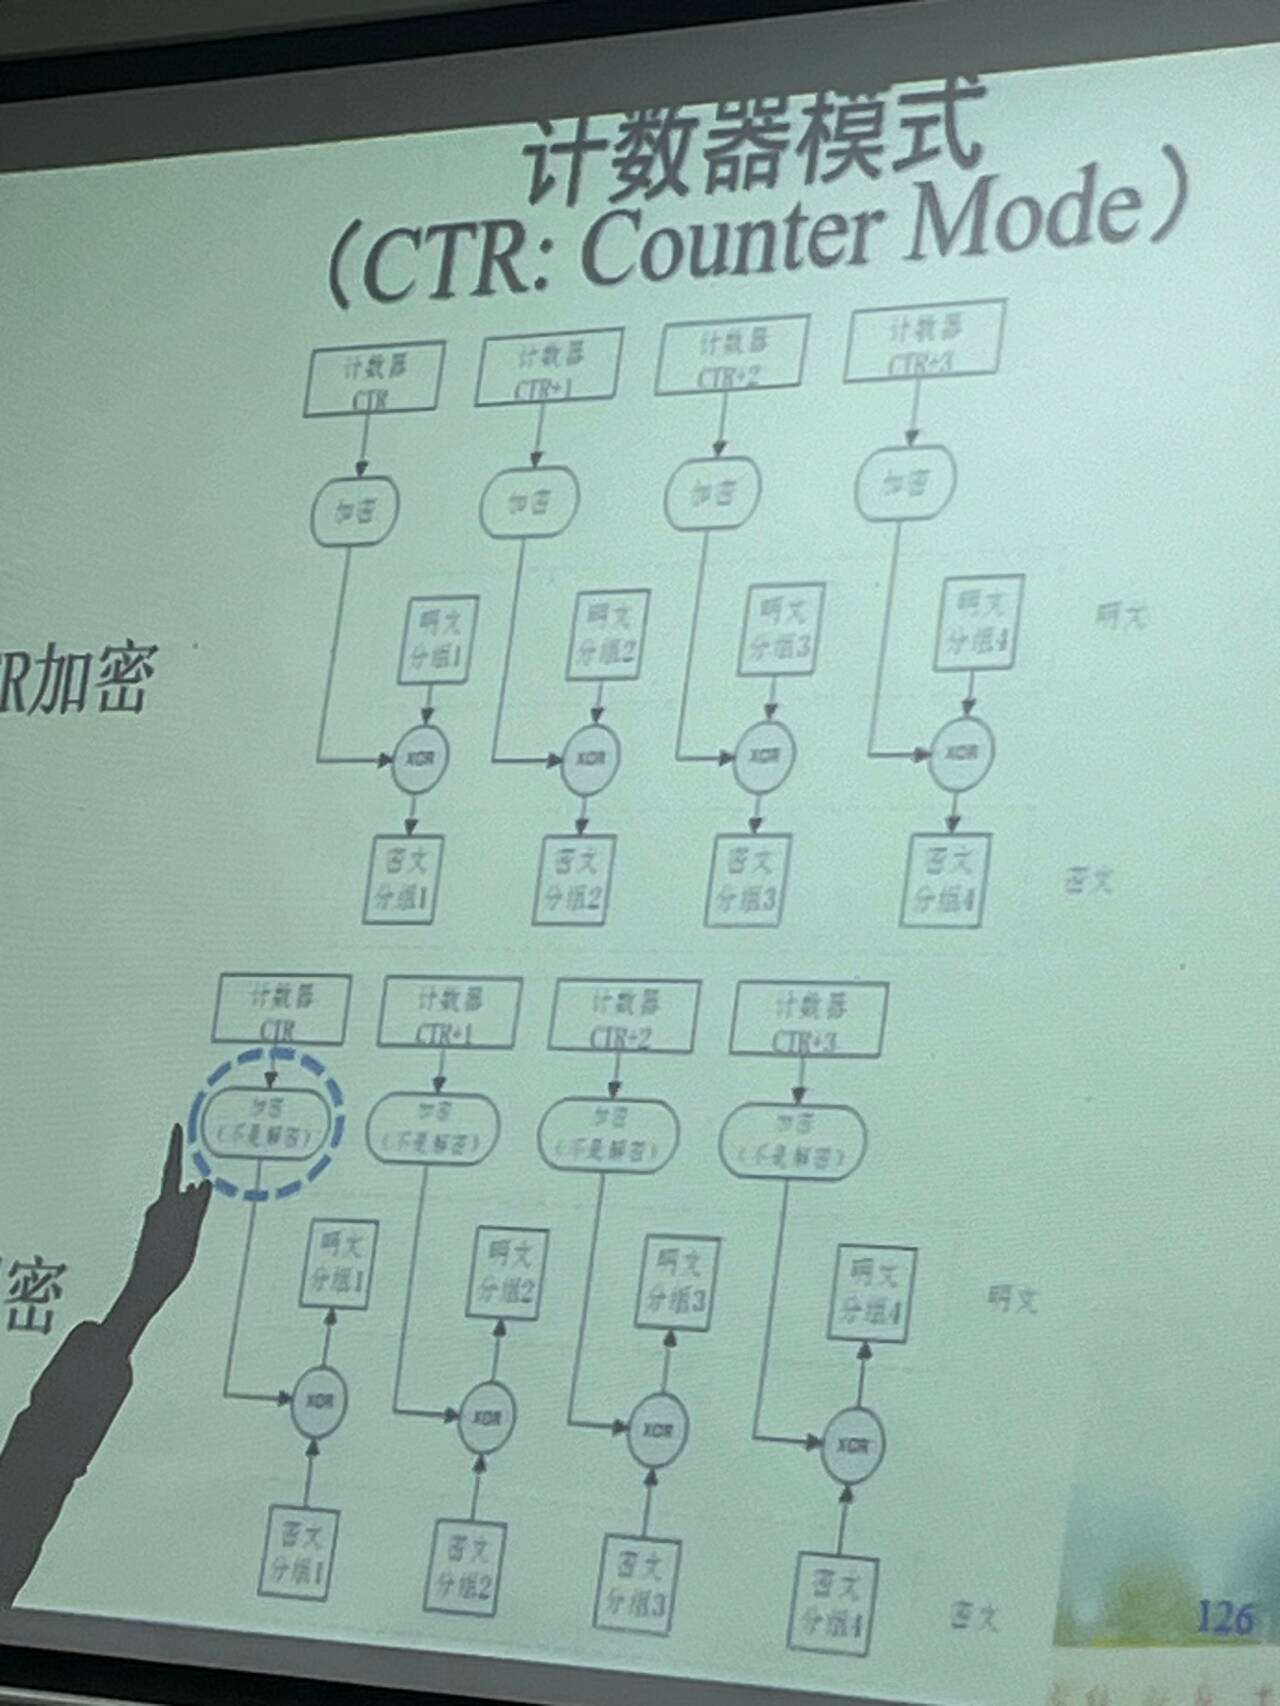 计数器模式
（CTR: Counter Mode）
计数器
CTR
计数器
CTR+1
计数器
CTR+2
计数器
CTR+3
加密
加密
加密
加密
明文
分组1
明文
分组2
明文
分组3
明文
分组4
明文
R加密
XOR
XOR
XOR
XOR
密文
分组1
密文
分组2
密文
分组3
密文
分组4
密文
计数器
CTR
计数器
CTR+1
计数器
CTR+2
计数器
CTR+3
加密
（不是解密）
加密
（不是解密）
加密
（不是解密）
加密
（不是解密）
明文
分组1
明文
分组2
明文
分组3
明文
分组4
明文
密
XOR
XOR
XOR
XOR
密文
分组1
密文
分组2
密文
分组3
密文
分组4
密文
126